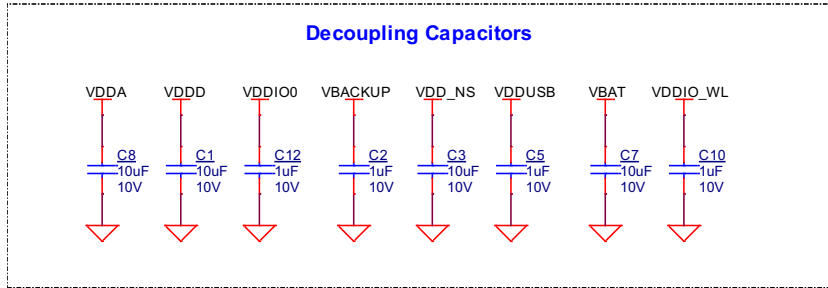 Decoupling Capacitors
VDDA VDDD VDDIO0 VBACKUP VDD_NS VDDUSB VBAT VDDIO_WL
C8 C1 C12 C2 C3 C5 C7 C10
10uF 10uF 1uF 1uF 10uF 1uF 10uF 1uF
10V 10V 10V 10V 10V 10V 10V 10V